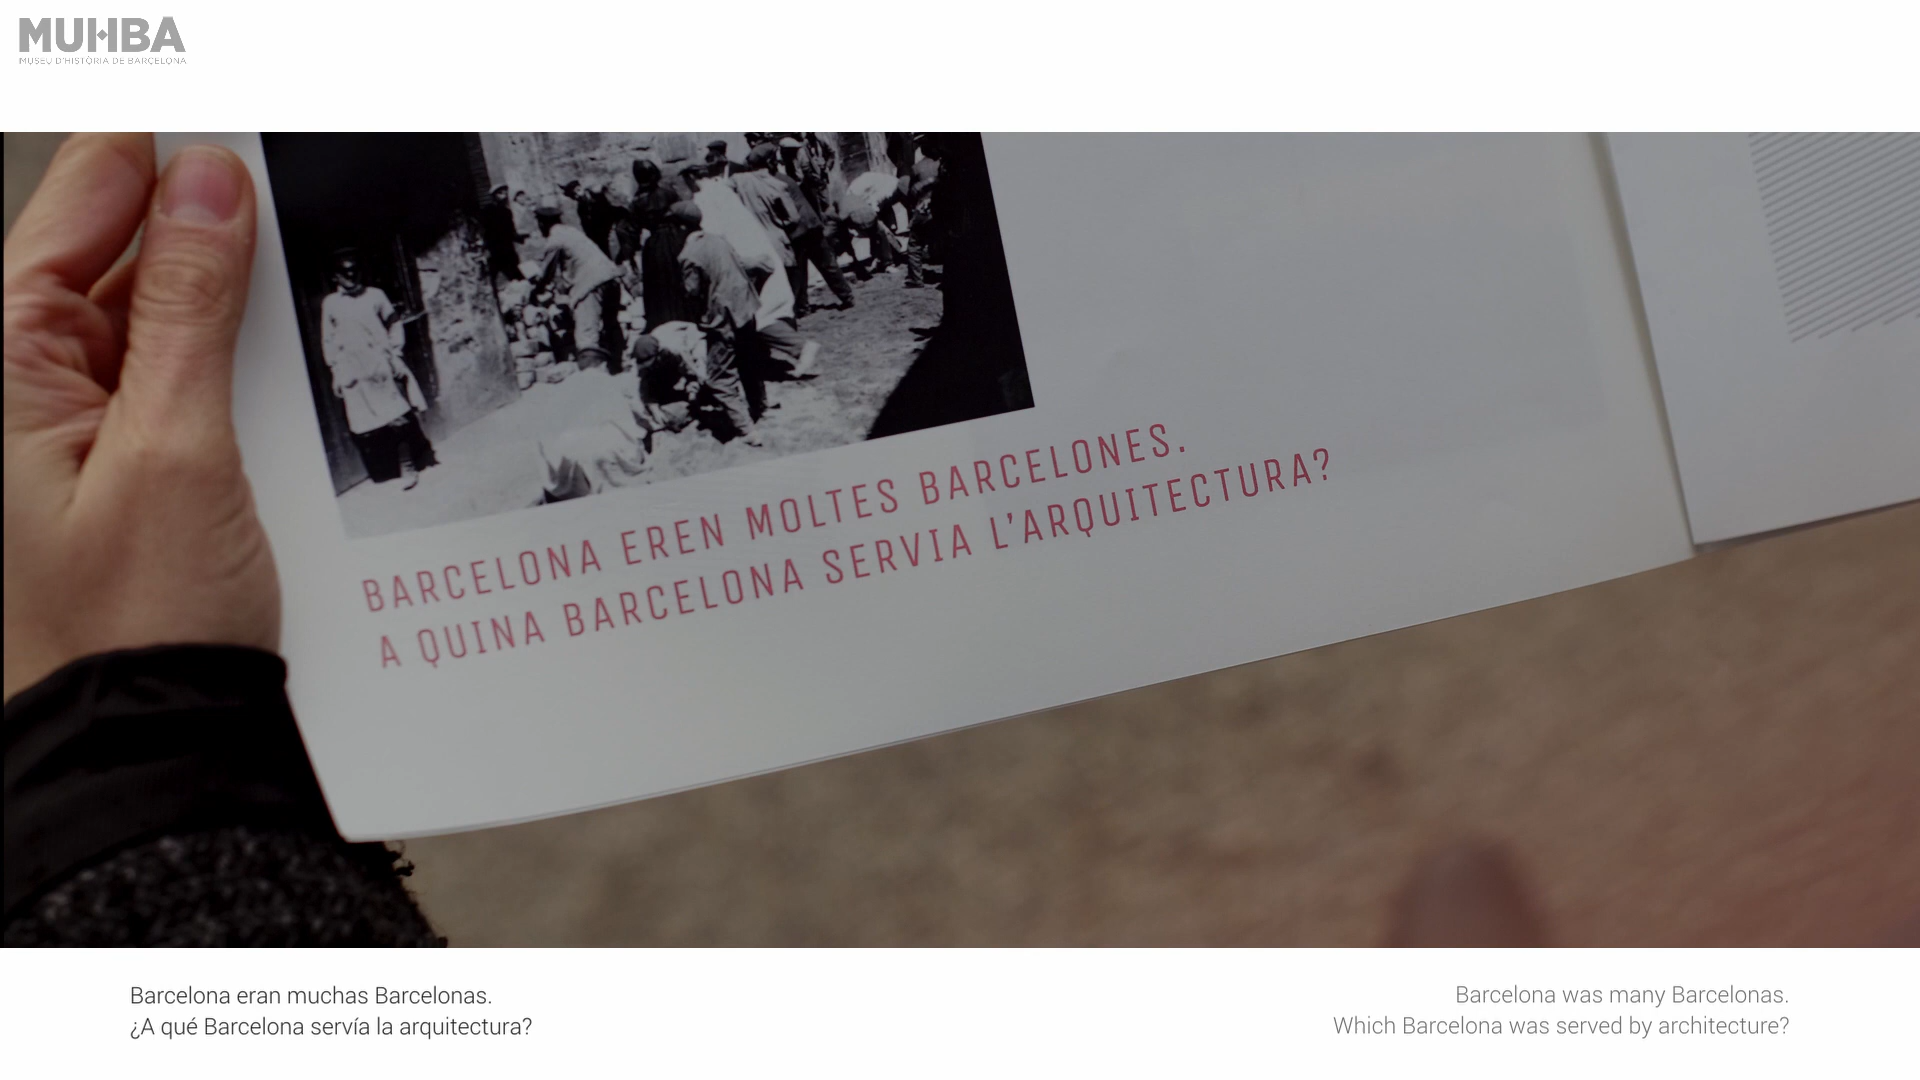 MUHBA
MUSEU D'HISTÒRIA DE BARCELONA
BARCELONA EREN MOLTES BARCELONES.
A QUINA BARCELONA SERVIA L'ARQUITECTURA?
Barcelona eran muchas Barcelonas.
¿A qué Barcelona servía la arquitectura?
Barcelona was many Barcelonas.
Which Barcelona was served by architecture?